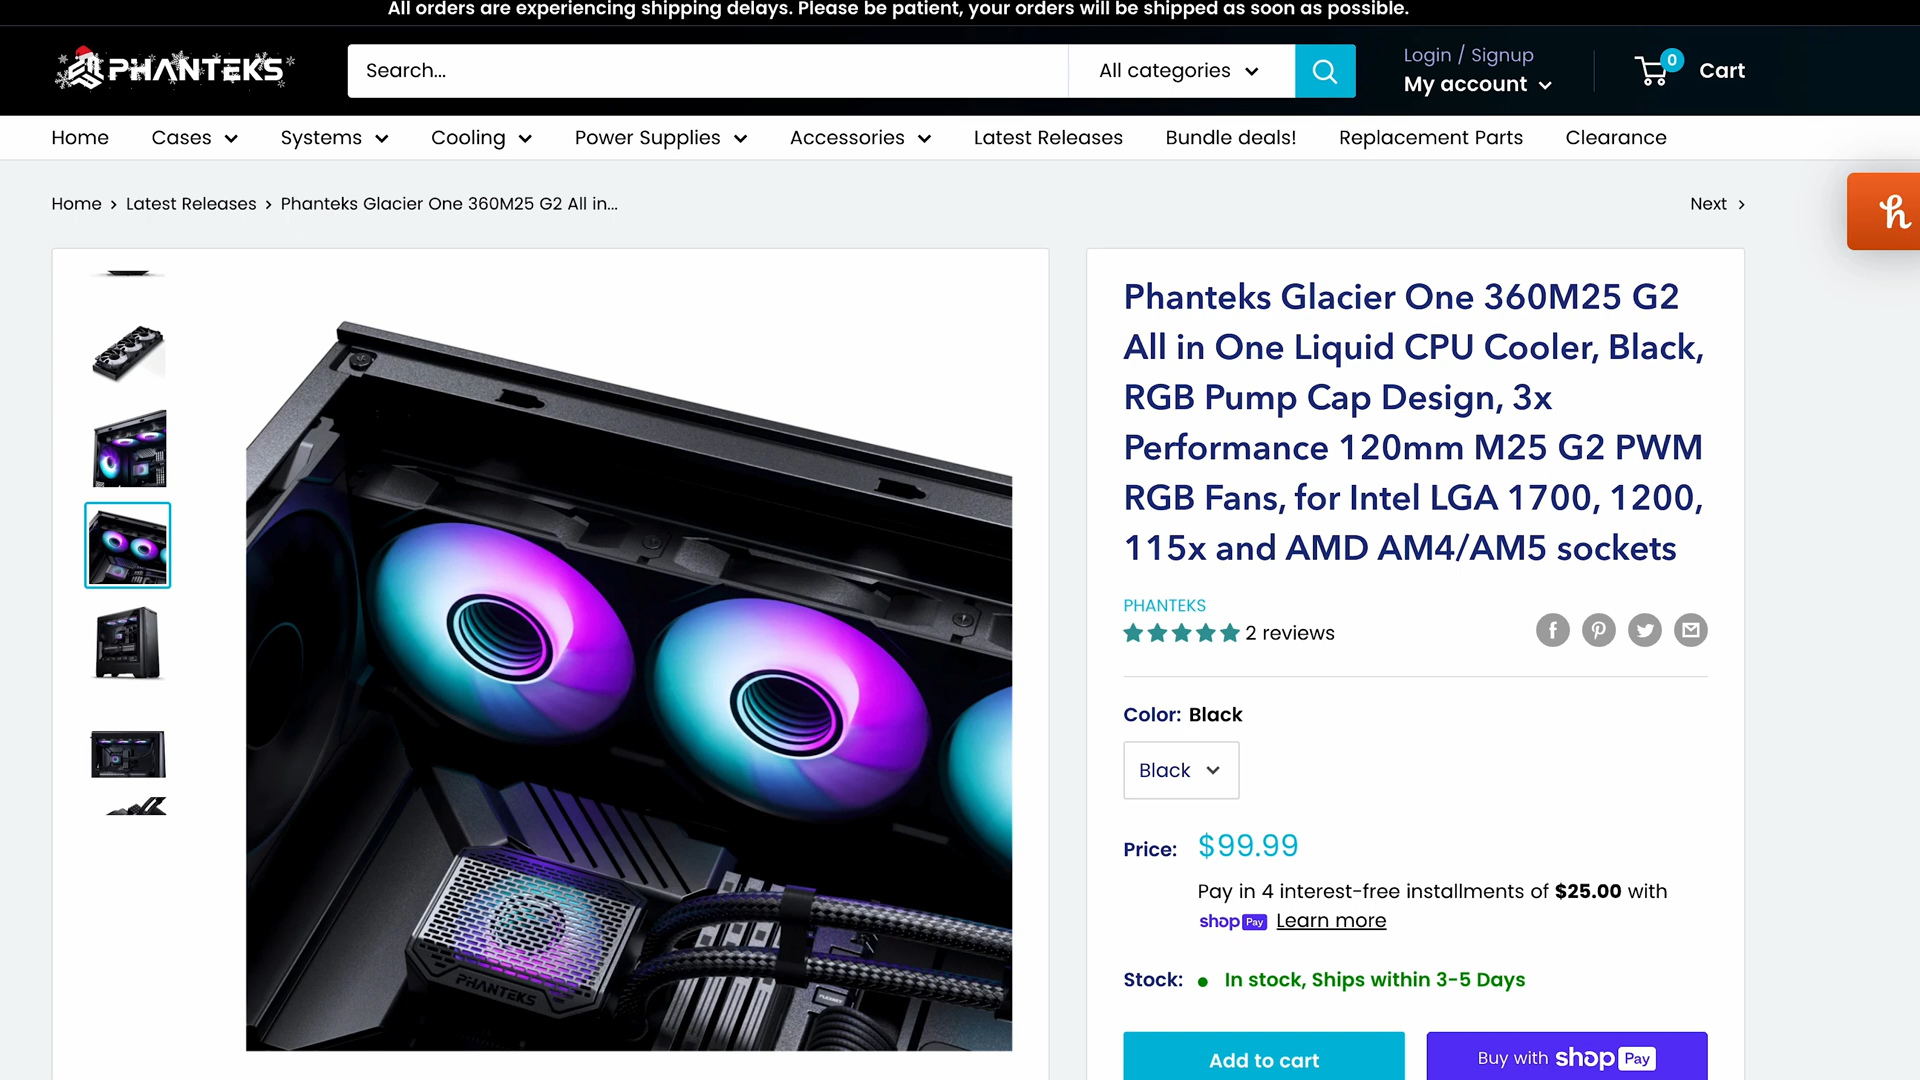 All orders are experiencing shipping delays. Please be patient, your orders will be shipped as soon as possible.
PHANTEKS
Search...
All categories
Login / Signup
My account
0
Cart
Home
Cases
Systems
Cooling
Power Supplies
Accessories
Latest Releases
Bundle deals!
Replacement Parts
Clearance
Home › Latest Releases › Phanteks Glacier One 360M25 G2 All in...
Next ›
Phanteks Glacier One 360M25 G2
All in One Liquid CPU Cooler, Black,
RGB Pump Cap Design, 3x
Performance 120mm M25 G2 PWM
RGB Fans, for Intel LGA 1700, 1200,
115x and AMD AM4/AM5 sockets
PHANTEKS
2 reviews
Color: Black
Black
Price: $99.99
Pay in 4 interest-free installments of $25.00 with
shop Pay Learn more
Stock: In stock, Ships within 3-5 Days
Add to cart
Buy with shop Pay
PHANTEKS